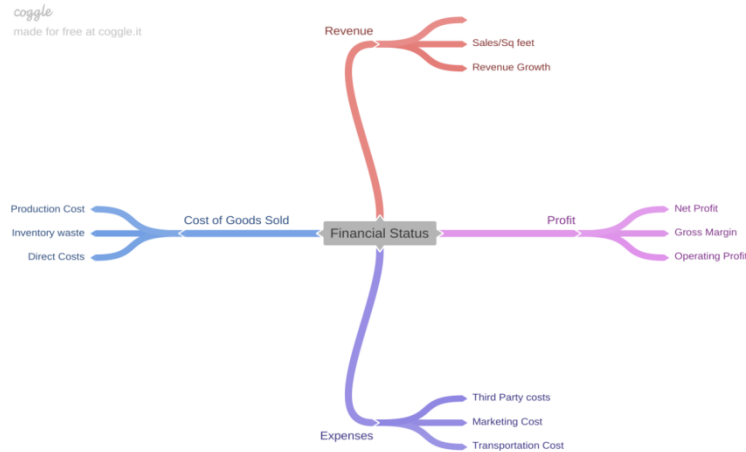 coggle
made for free at coggle.it
Revenue
Sales/Sq feet
Revenue Growth
Production Cost
Inventory waste
Direct Costs
Cost of Goods Sold
Financial Status
Profit
Net Profit
Gross Margin
Operating Profit
Expenses
Third Party costs
Marketing Cost
Transportation Cost